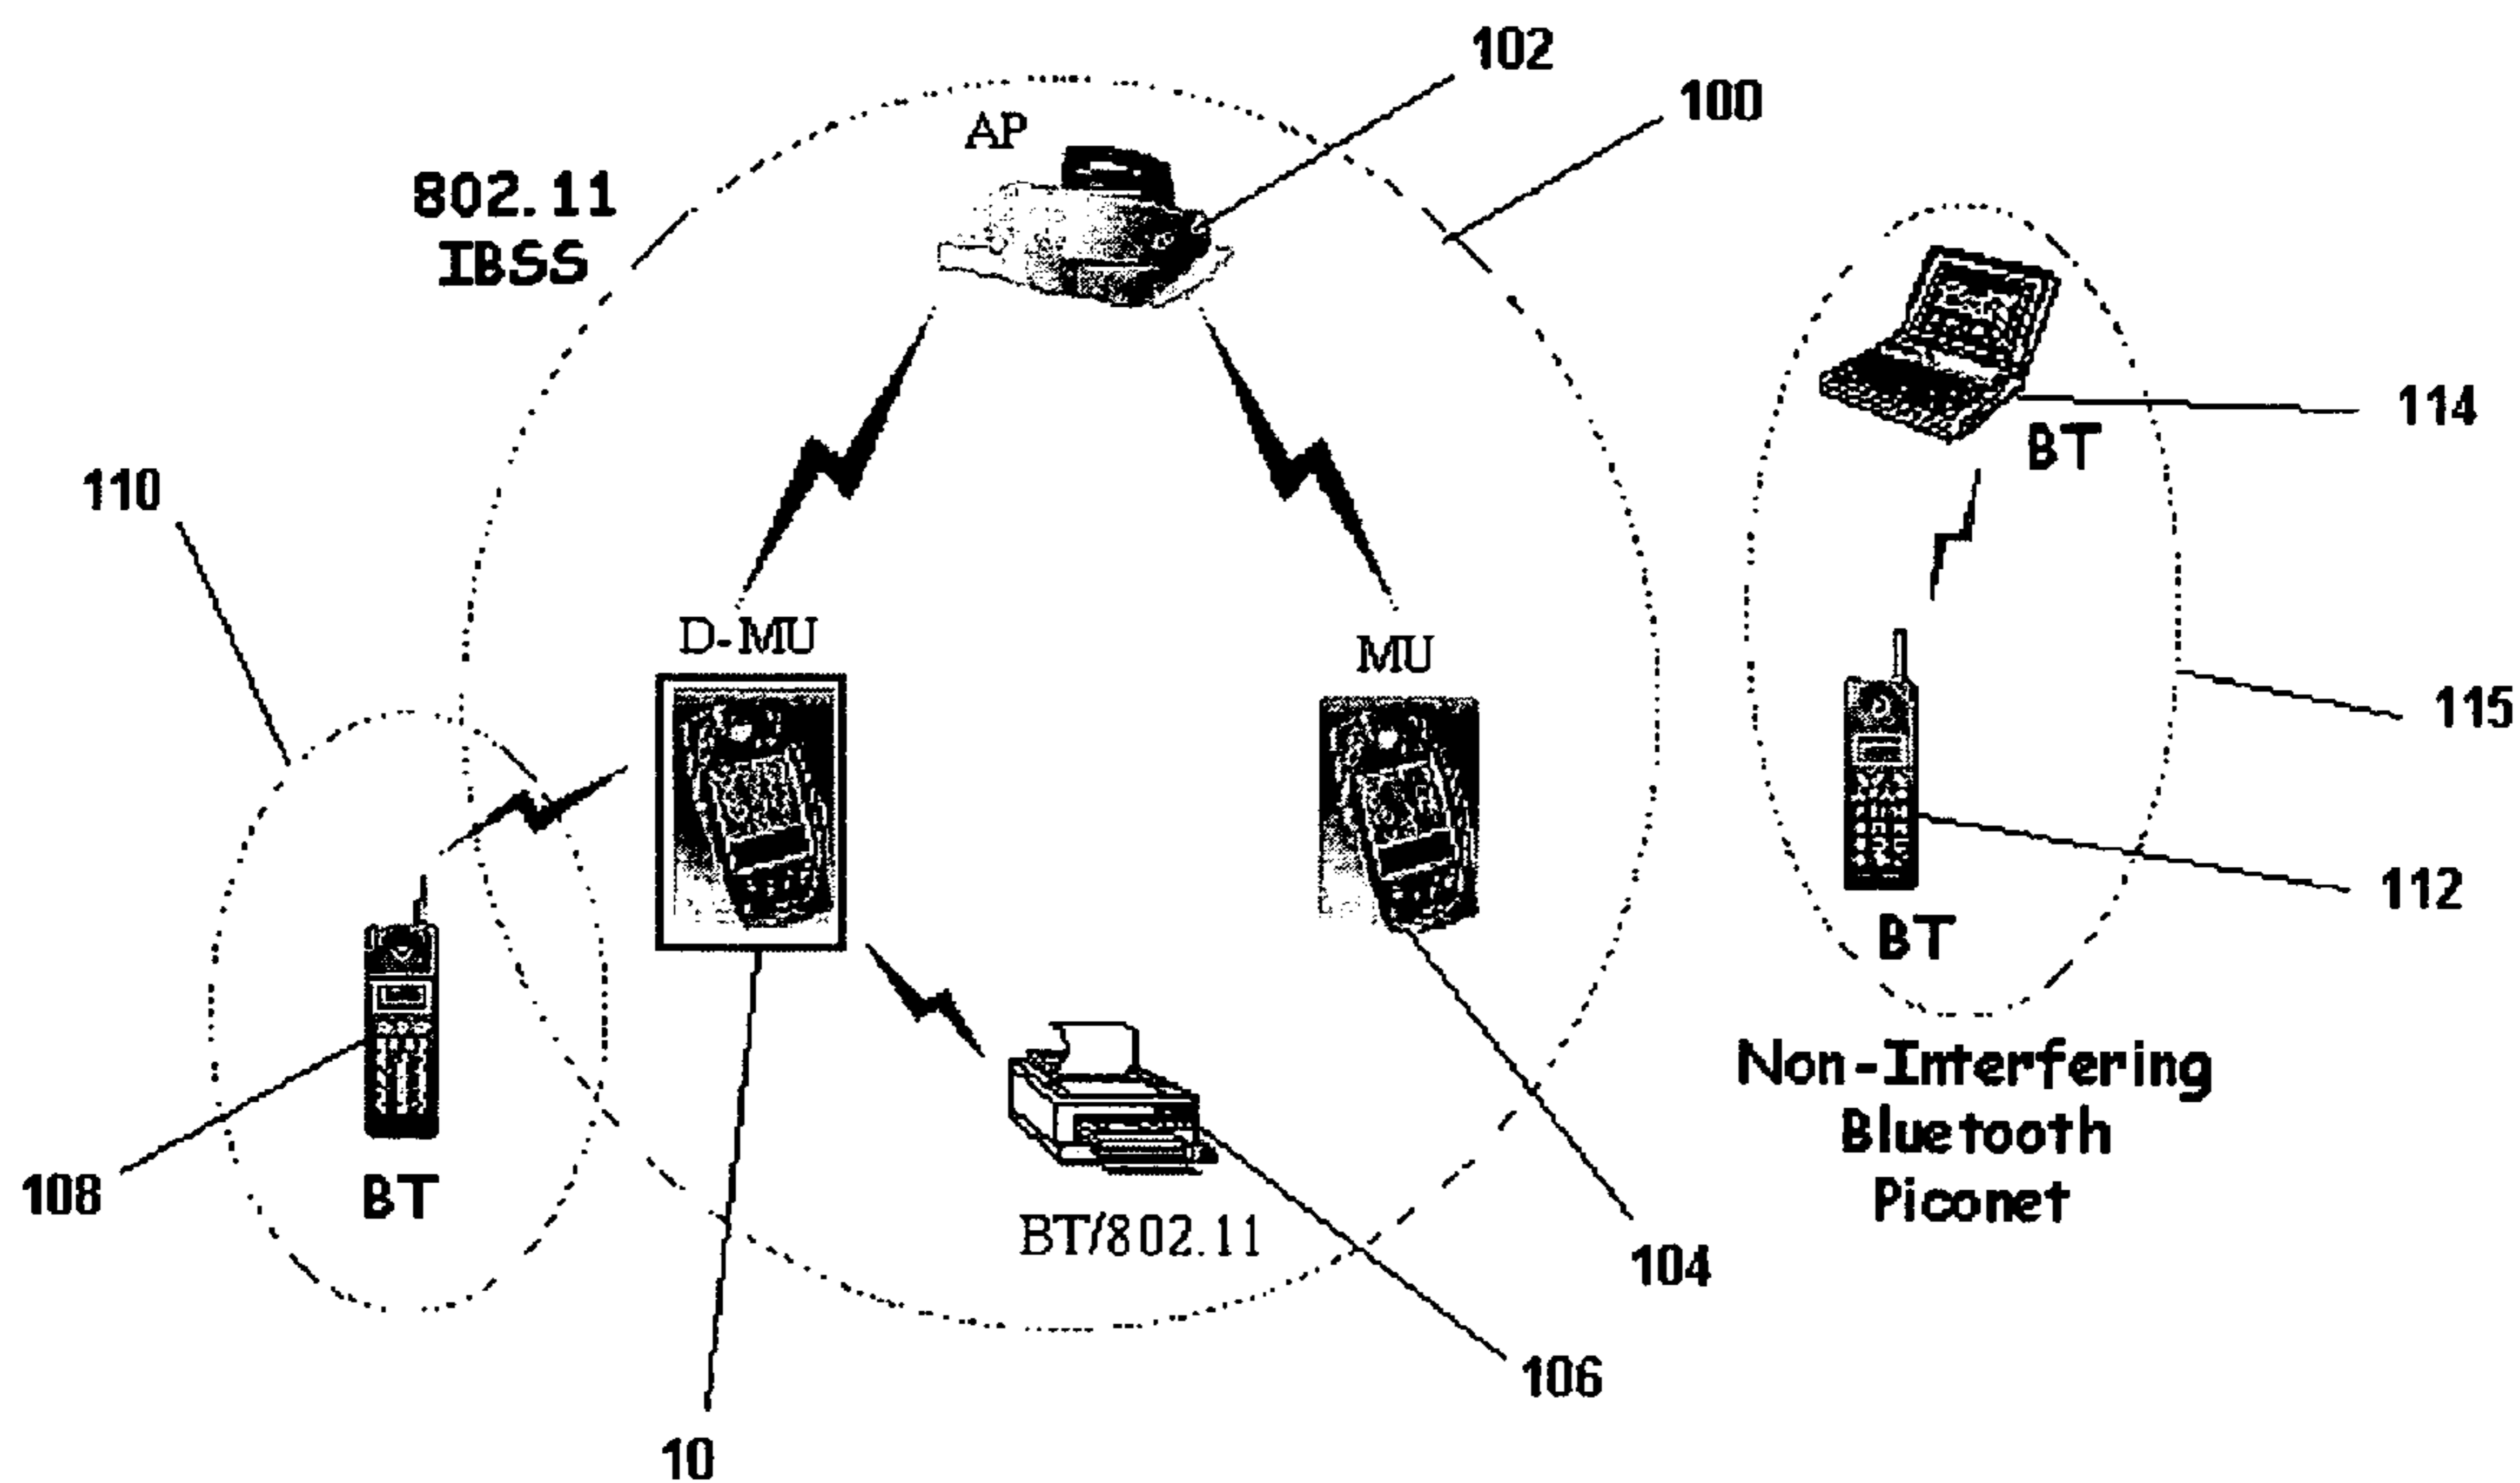 102
100
AP
802.11
IBSS
114
BT
110
D-MU
MU
115
112
BT
Non-Interfering
Bluetooth
Piconet
108
BT
BT/802.11
104
106
10